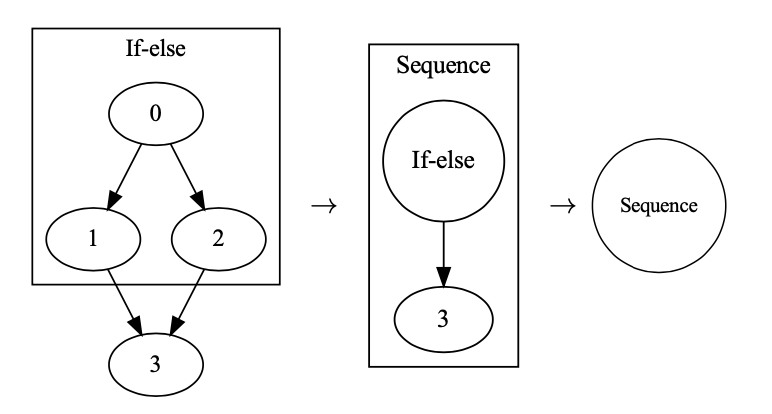 If-else
0
1
2
3
→
Sequence
If-else
3
→
Sequence